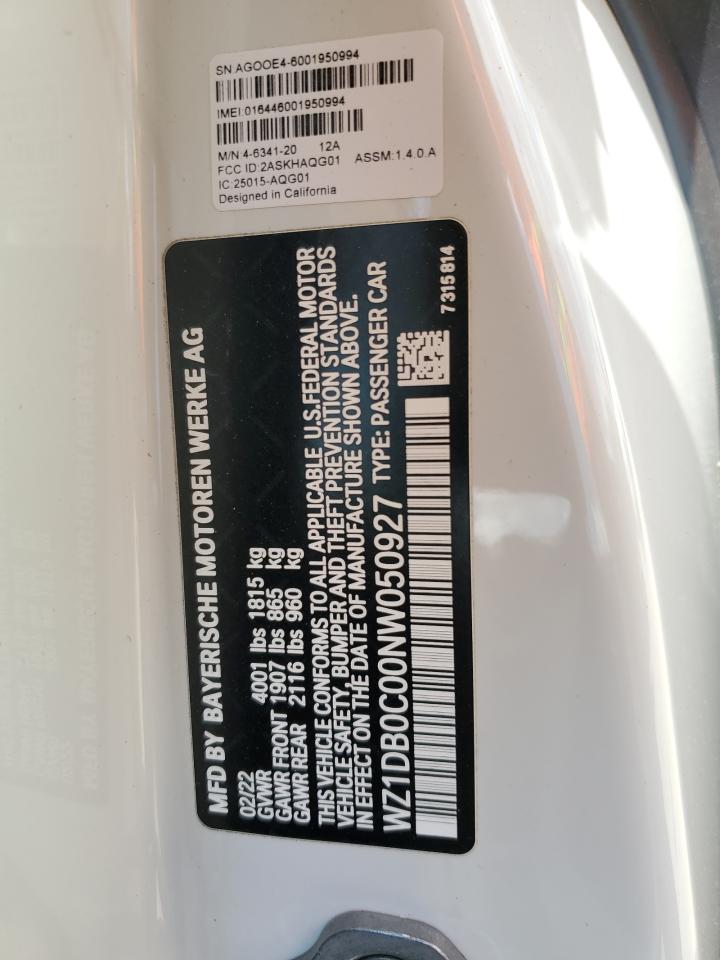 SN:AGOOE4-6001950994
IMEI:016446001950994
M/N:4-6341-20 12A
FCC ID:2ASKHAQG01 ASSM:1.4.0.A
IC:25015-AQG01
Designed in California
MFD BY BAYERISCHE MOTOREN WERKE AG
02/22
GVWR 4001 lbs 1815 kg
GAWR FRONT 1907 lbs 865 kg
GAWR REAR 2116 lbs 960 kg
THIS VEHICLE CONFORMS TO ALL APPLICABLE U.S.FEDERAL MOTOR
VEHICLE SAFETY, BUMPER AND THEFT PREVENTION STANDARDS
IN EFFECT ON THE DATE OF MANUFACTURE SHOWN ABOVE.
WZ1DB0C00NW050927 TYPE: PASSENGER CAR
7315814